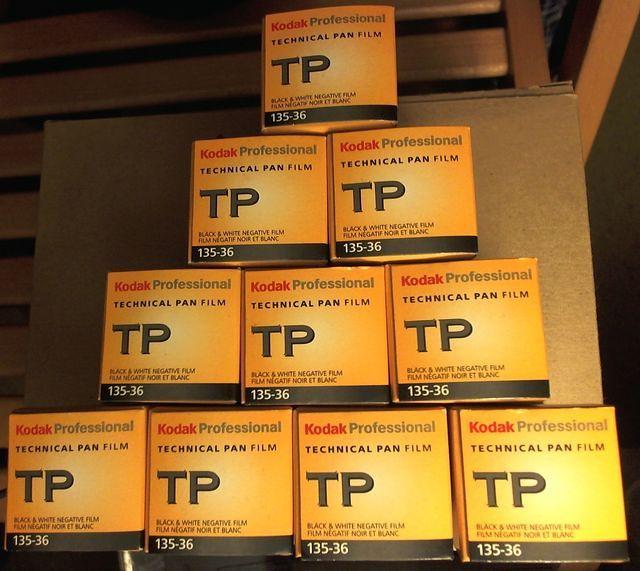 Kodak Professional
TECHNICAL PAN FILM
TP
BLACK & WHITE NEGATIVE FILM
FILM NÉGATIF NOIR ET BLANC
135-36
Kodak Professional
TECHNICAL PAN FILM
TP
BLACK & WHITE NEGATIVE FILM
FILM NÉGATIF NOIR ET BLANC
135-36
Kodak Professional
TECHNICAL PAN FILM
TP
BLACK & WHITE NEGATIVE FILM
FILM NÉGATIF NOIR ET BLANC
135-36
Kodak Professional
TECHNICAL PAN FILM
TP
BLACK & WHITE NEGATIVE FILM
FILM NÉGATIF NOIR ET BLANC
135-36
Kodak Professional
TECHNICAL PAN FILM
TP
BLACK & WHITE NEGATIVE FILM
FILM NÉGATIF NOIR ET BLANC
135-36
Kodak Professional
TECHNICAL PAN FILM
TP
BLACK & WHITE NEGATIVE FILM
FILM NÉGATIF NOIR ET BLANC
135-36
Kodak Professional
TECHNICAL PAN FILM
TP
BLACK & WHITE NEGATIVE FILM
FILM NÉGATIF NOIR ET BLANC
135-36
Kodak Professional
TECHNICAL PAN FILM
TP
BLACK & WHITE NEGATIVE FILM
FILM NÉGATIF NOIR ET BLANC
135-36
Kodak Professional
TECHNICAL PAN FILM
TP
BLACK & WHITE NEGATIVE FILM
FILM NÉGATIF NOIR ET BLANC
135-36
Kodak Professional
TECHNICAL PAN FILM
TP
BLACK & WHITE NEGATIVE FILM
FILM NÉGATIF NOIR ET BLANC
135-36